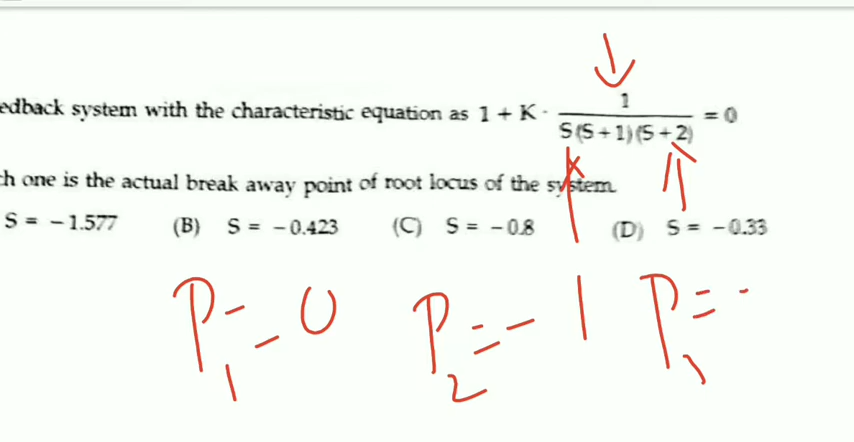 edback system with the characteristic equation as 1 + K · 1 / S(S+1)(S+2) = 0
ch one is the actual break away point of root locus of the system.
S = −1.577 (B) S = −0.423 (C) S = −0.8 (D) S = −0.33
P₁ = 0 P₂ = −1 P = -